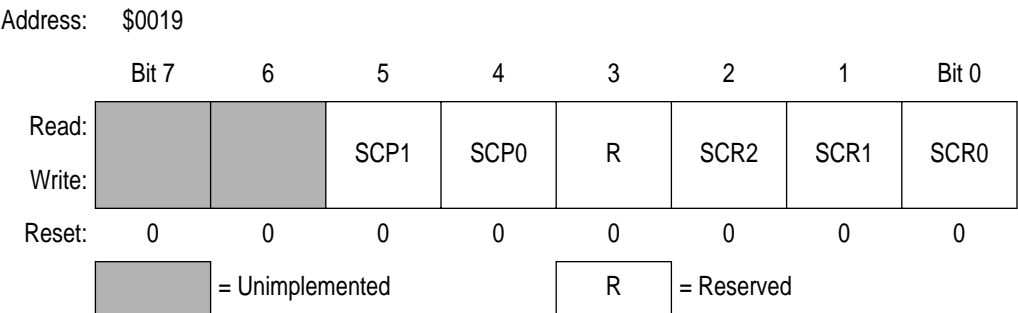 Address: $0019
Bit 7 6 5 4 3 2 1 Bit 0
Read:
SCP1 SCP0 R SCR2 SCR1 SCR0
Write:
Reset: 0 0 0 0 0 0 0 0
= Unimplemented R = Reserved